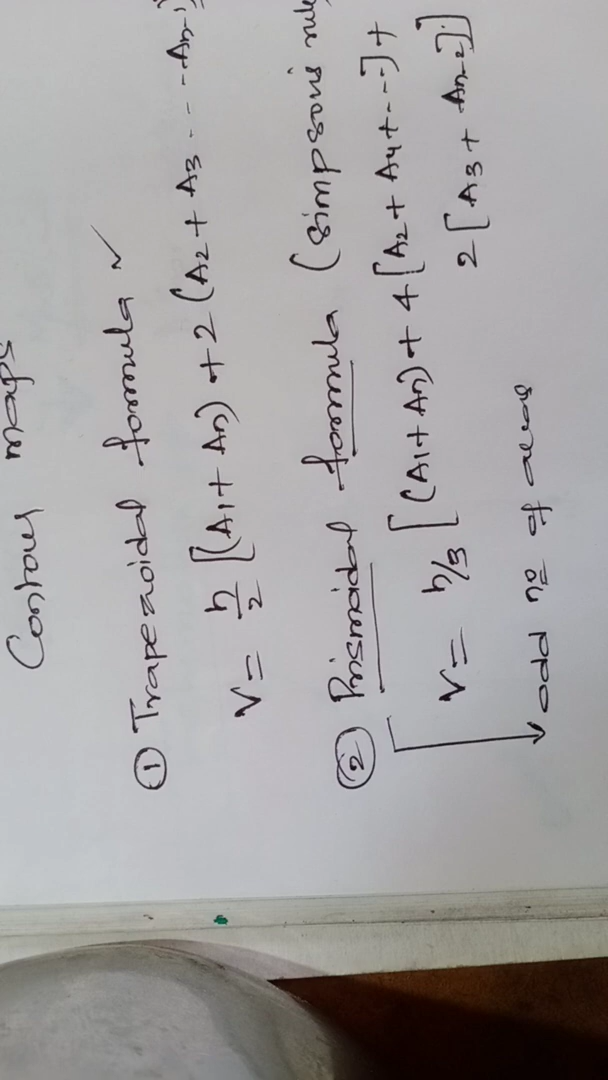 Contour maps
① Trapezoidal formula ✓
V = h/2 [(A1 + An) + 2 (A2 + A3 - - - An-1)
② Prismoidal formula (Simpson's rule
V = h/3 [(A1 + An) + 4 [A2 + A4 + - - -] +
2 [A3 + An-2]]
odd no of areas